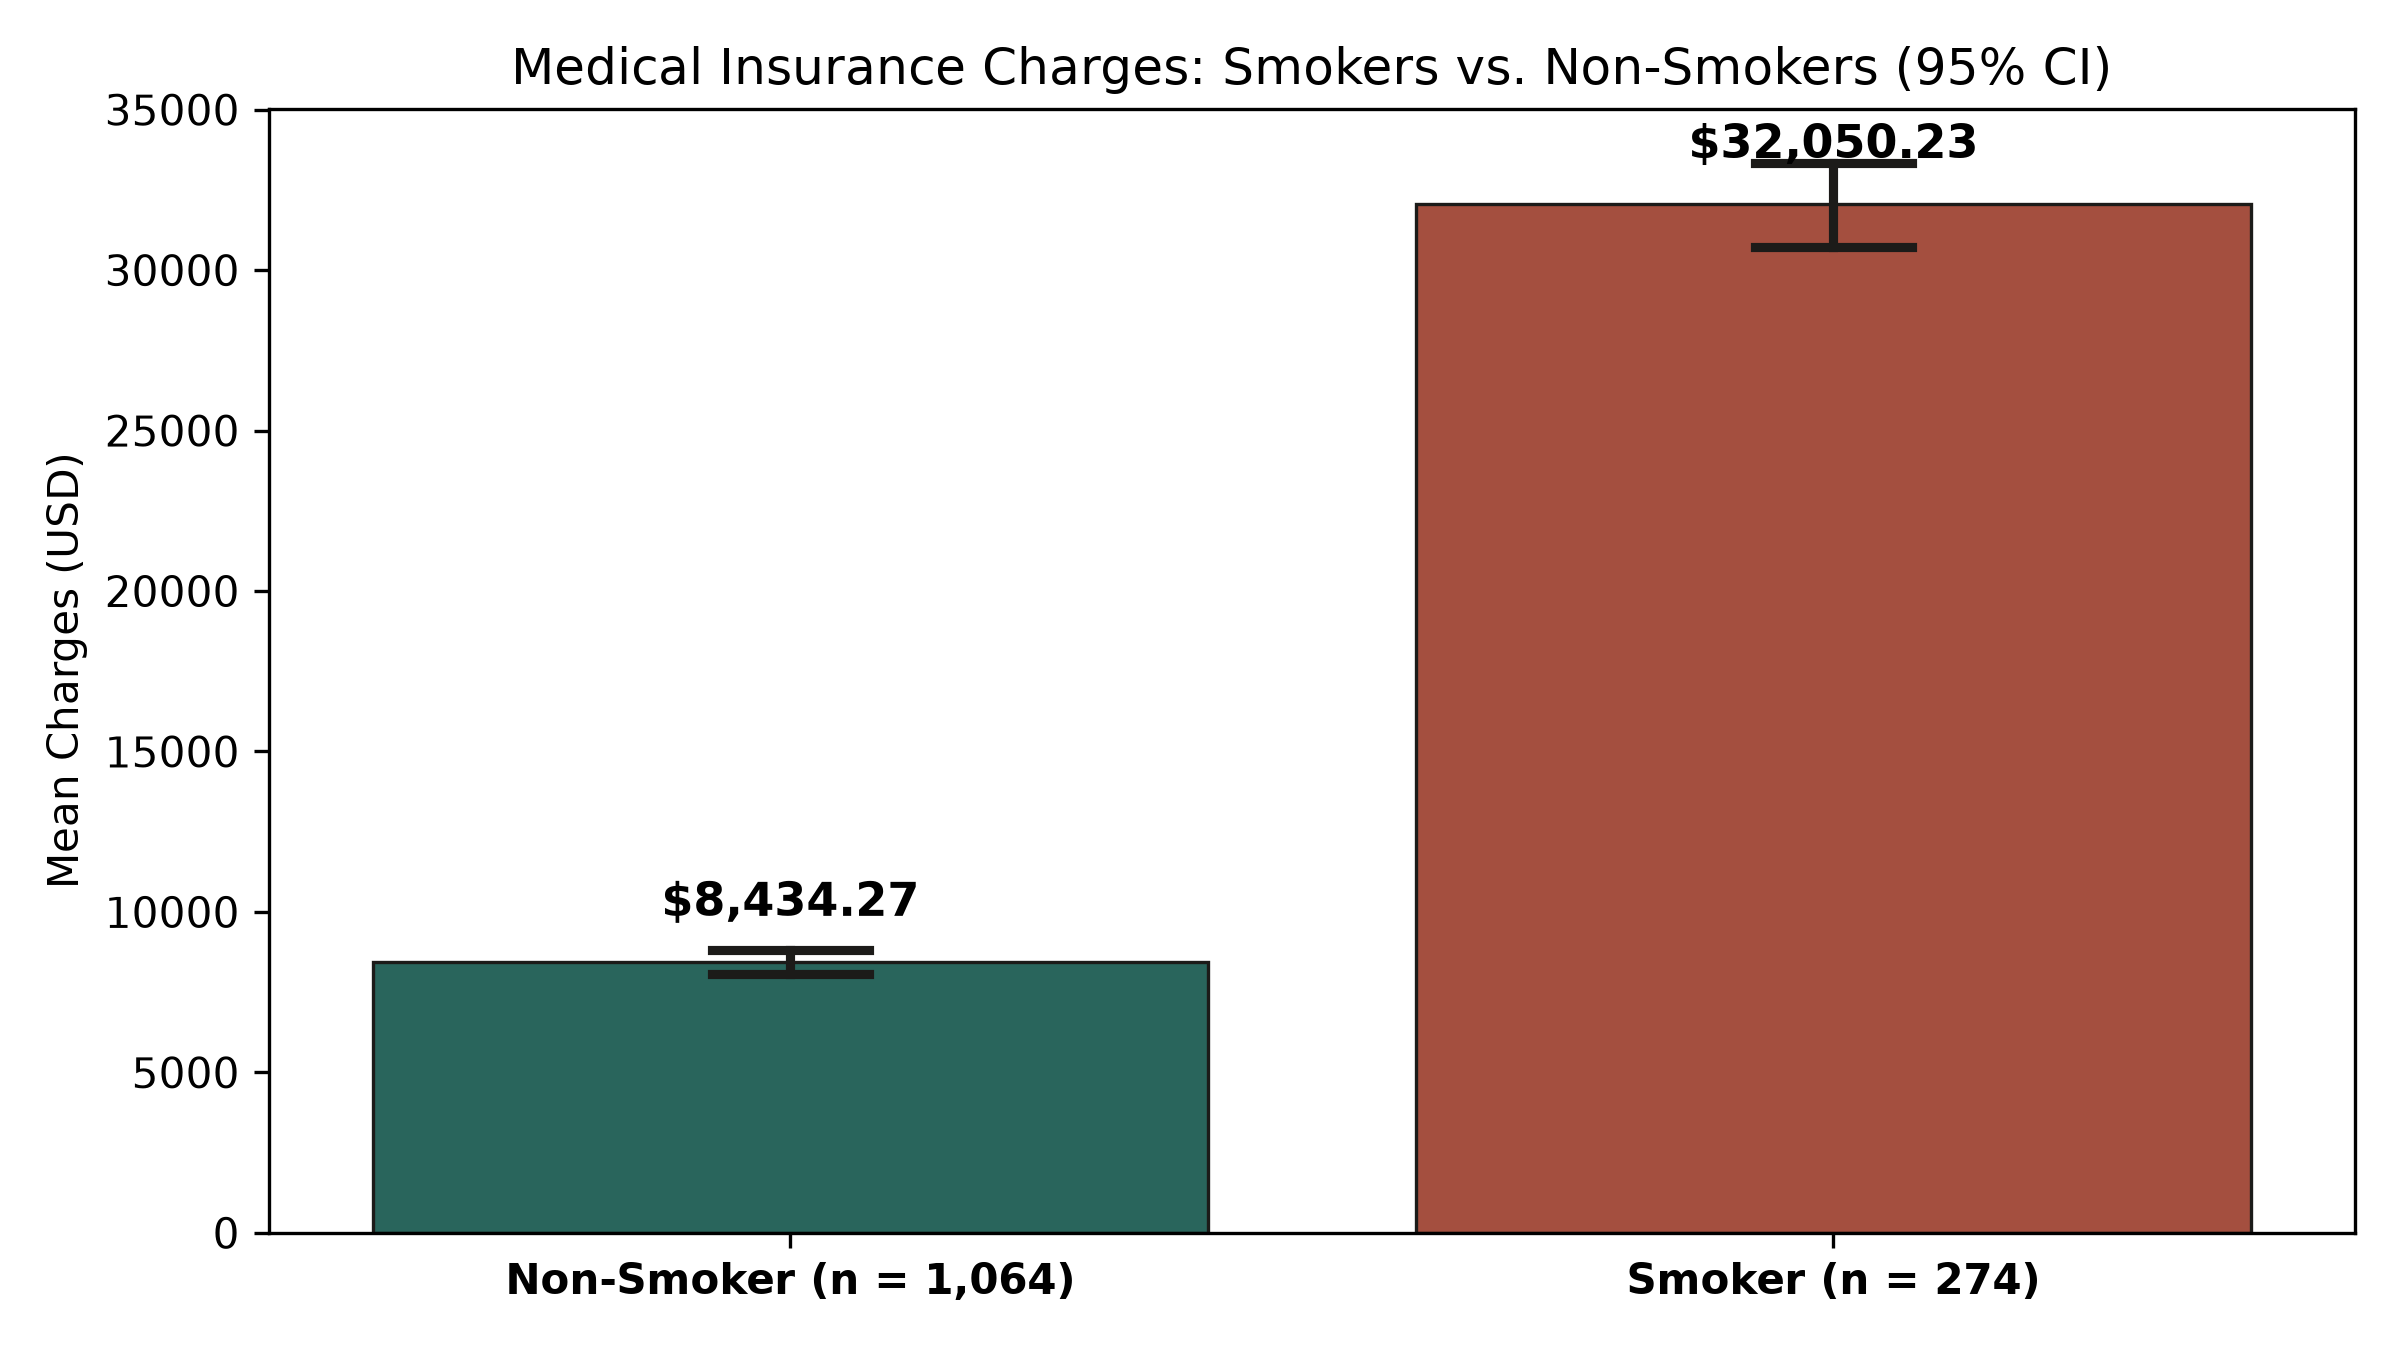 Medical Insurance Charges: Smokers vs. Non-Smokers (95% CI)
Mean Charges (USD)
35000
30000
25000
20000
15000
10000
5000
0
$8,434.27
$32,050.23
Non-Smoker (n = 1,064)
Smoker (n = 274)